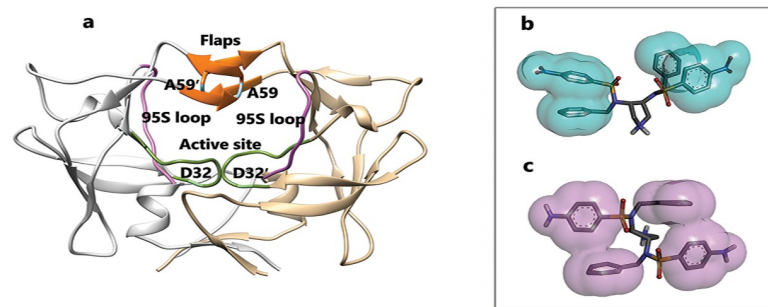 a
Flaps
A59′ A59
95S loop 95S loop
Active site
D32 D32′
b
c